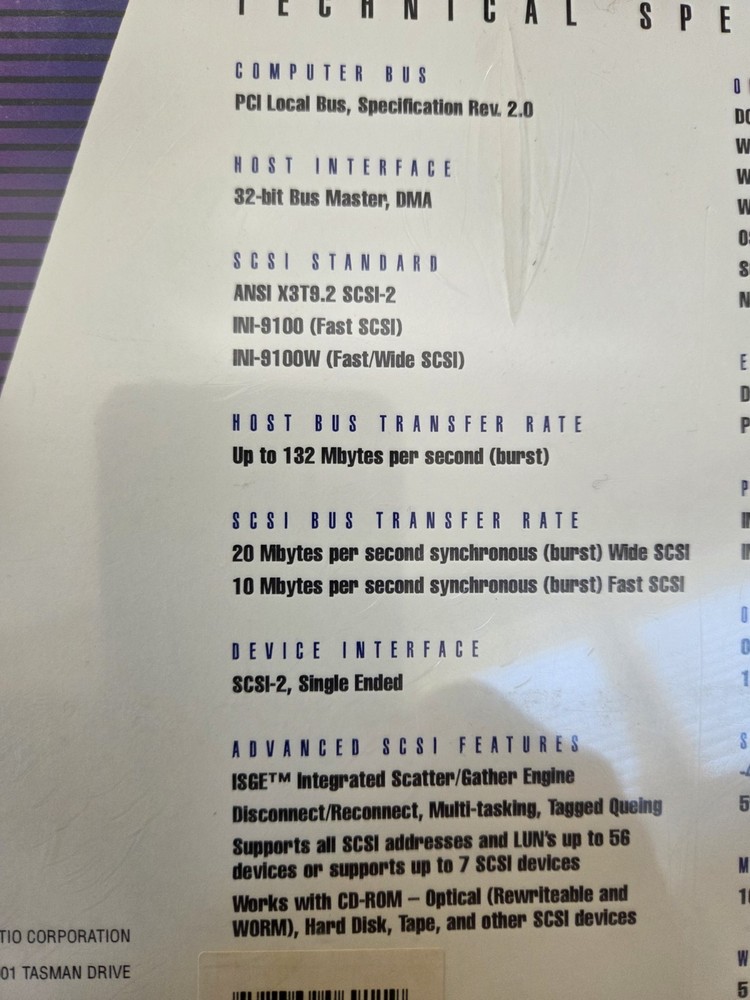 TECHNICAL SPE
COMPUTER BUS
PCI Local Bus, Specification Rev. 2.0
HOST INTERFACE
32-bit Bus Master, DMA
SCSI STANDARD
ANSI X3T9.2 SCSI-2
INI-9100 (Fast SCSI)
INI-9100W (Fast/Wide SCSI)
HOST BUS TRANSFER RATE
Up to 132 Mbytes per second (burst)
SCSI BUS TRANSFER RATE
20 Mbytes per second synchronous (burst) Wide SCSI
10 Mbytes per second synchronous (burst) Fast SCSI
DEVICE INTERFACE
SCSI-2, Single Ended
ADVANCED SCSI FEATURES
ISGE™ Integrated Scatter/Gather Engine
Disconnect/Reconnect, Multi-tasking, Tagged Queing
Supports all SCSI addresses and LUN's up to 56
devices or supports up to 7 SCSI devices
Works with CD-ROM – Optical (Rewriteable and
WORM), Hard Disk, Tape, and other SCSI devices
TIO CORPORATION
01 TASMAN DRIVE